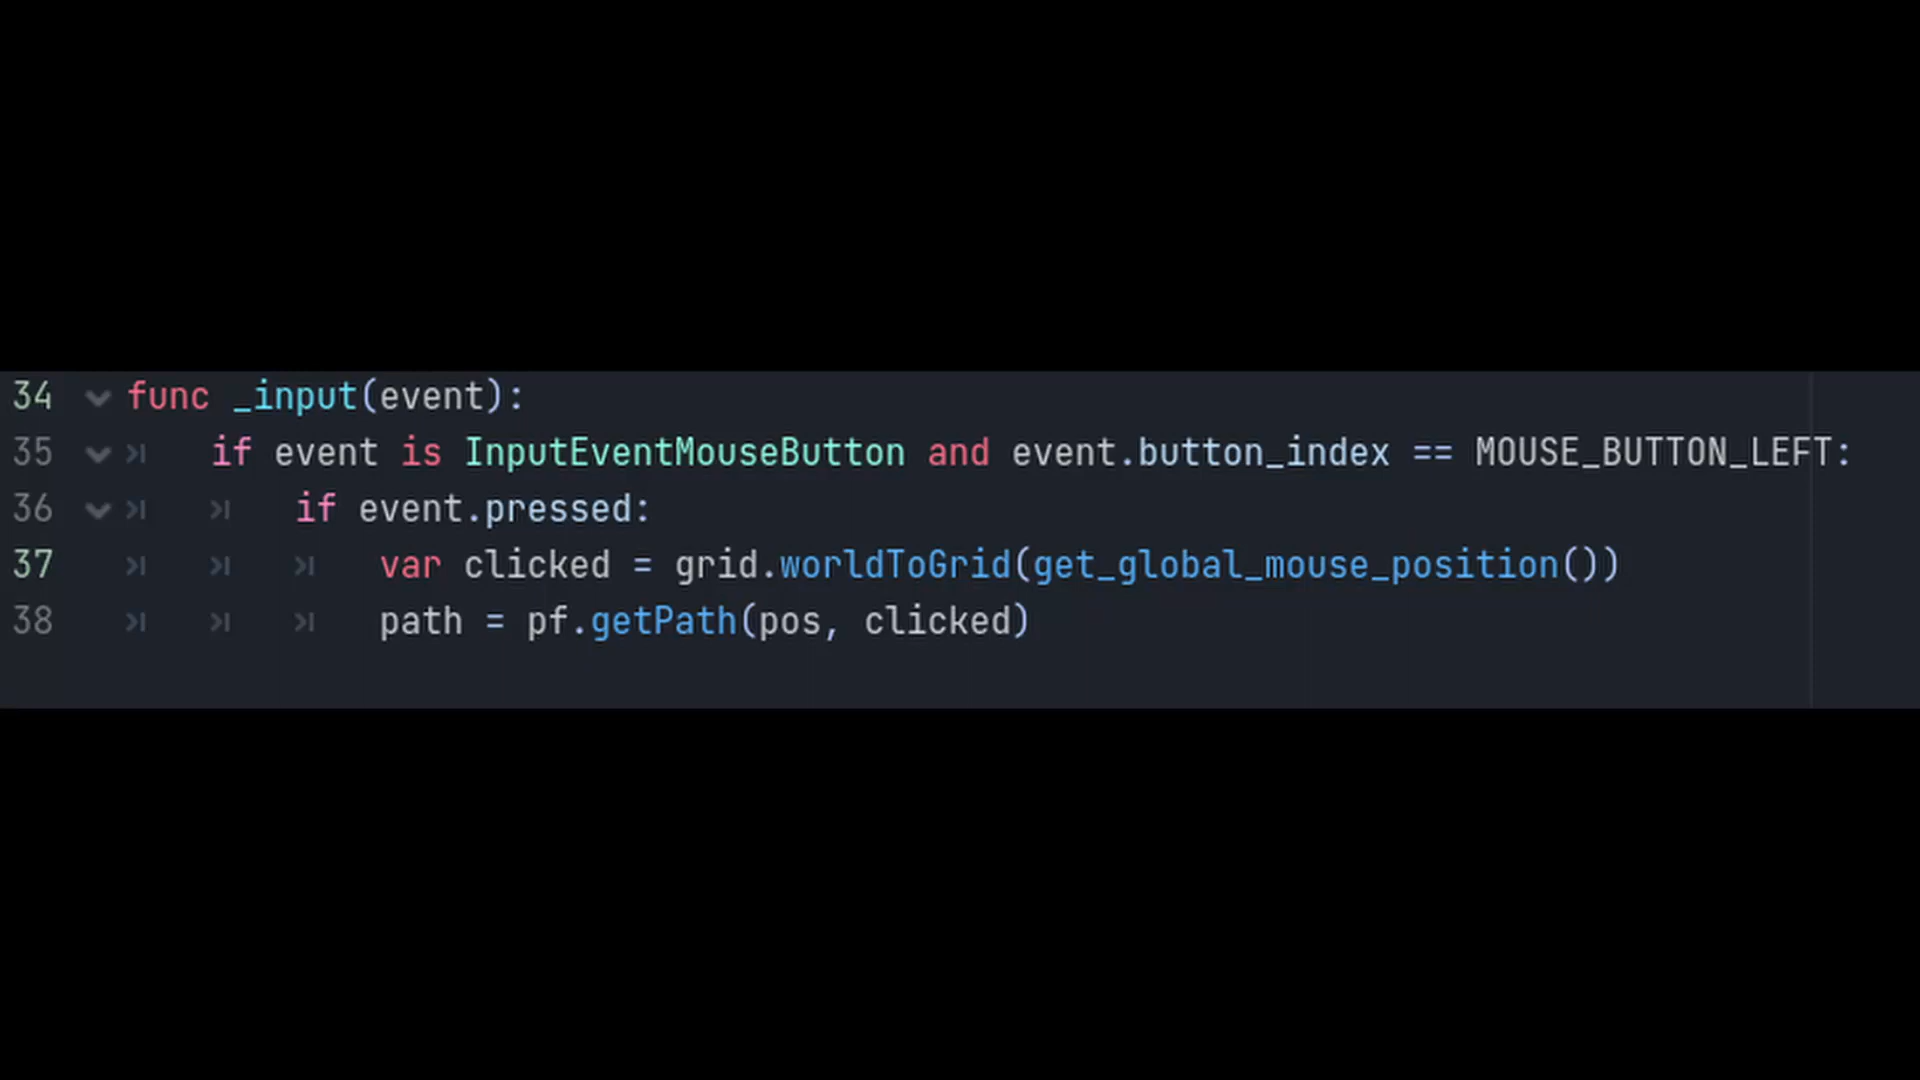 34 func _input(event):
35 if event is InputEventMouseButton and event.button_index == MOUSE_BUTTON_LEFT:
36 if event.pressed:
37 var clicked = grid.worldToGrid(get_global_mouse_position())
38 path = pf.getPath(pos, clicked)